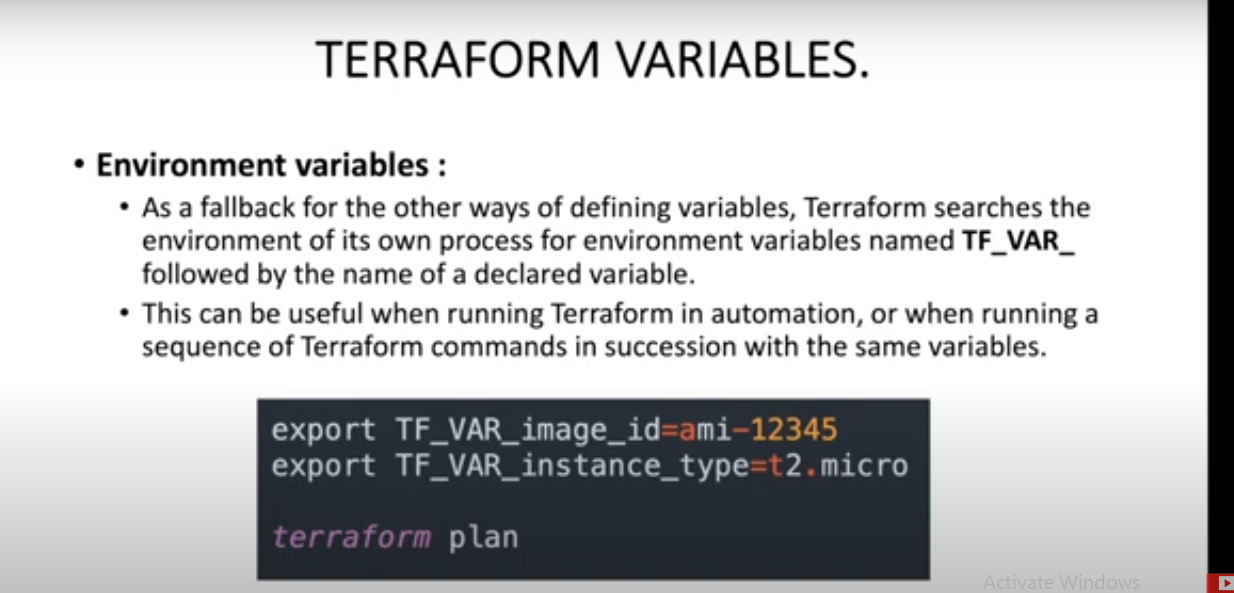 TERRAFORM VARIABLES.
• Environment variables :
• As a fallback for the other ways of defining variables, Terraform searches the
environment of its own process for environment variables named TF_VAR_
followed by the name of a declared variable.
• This can be useful when running Terraform in automation, or when running a
sequence of Terraform commands in succession with the same variables.
export TF_VAR_image_id=ami-12345
export TF_VAR_instance_type=t2.micro
terraform plan
Activate Windows